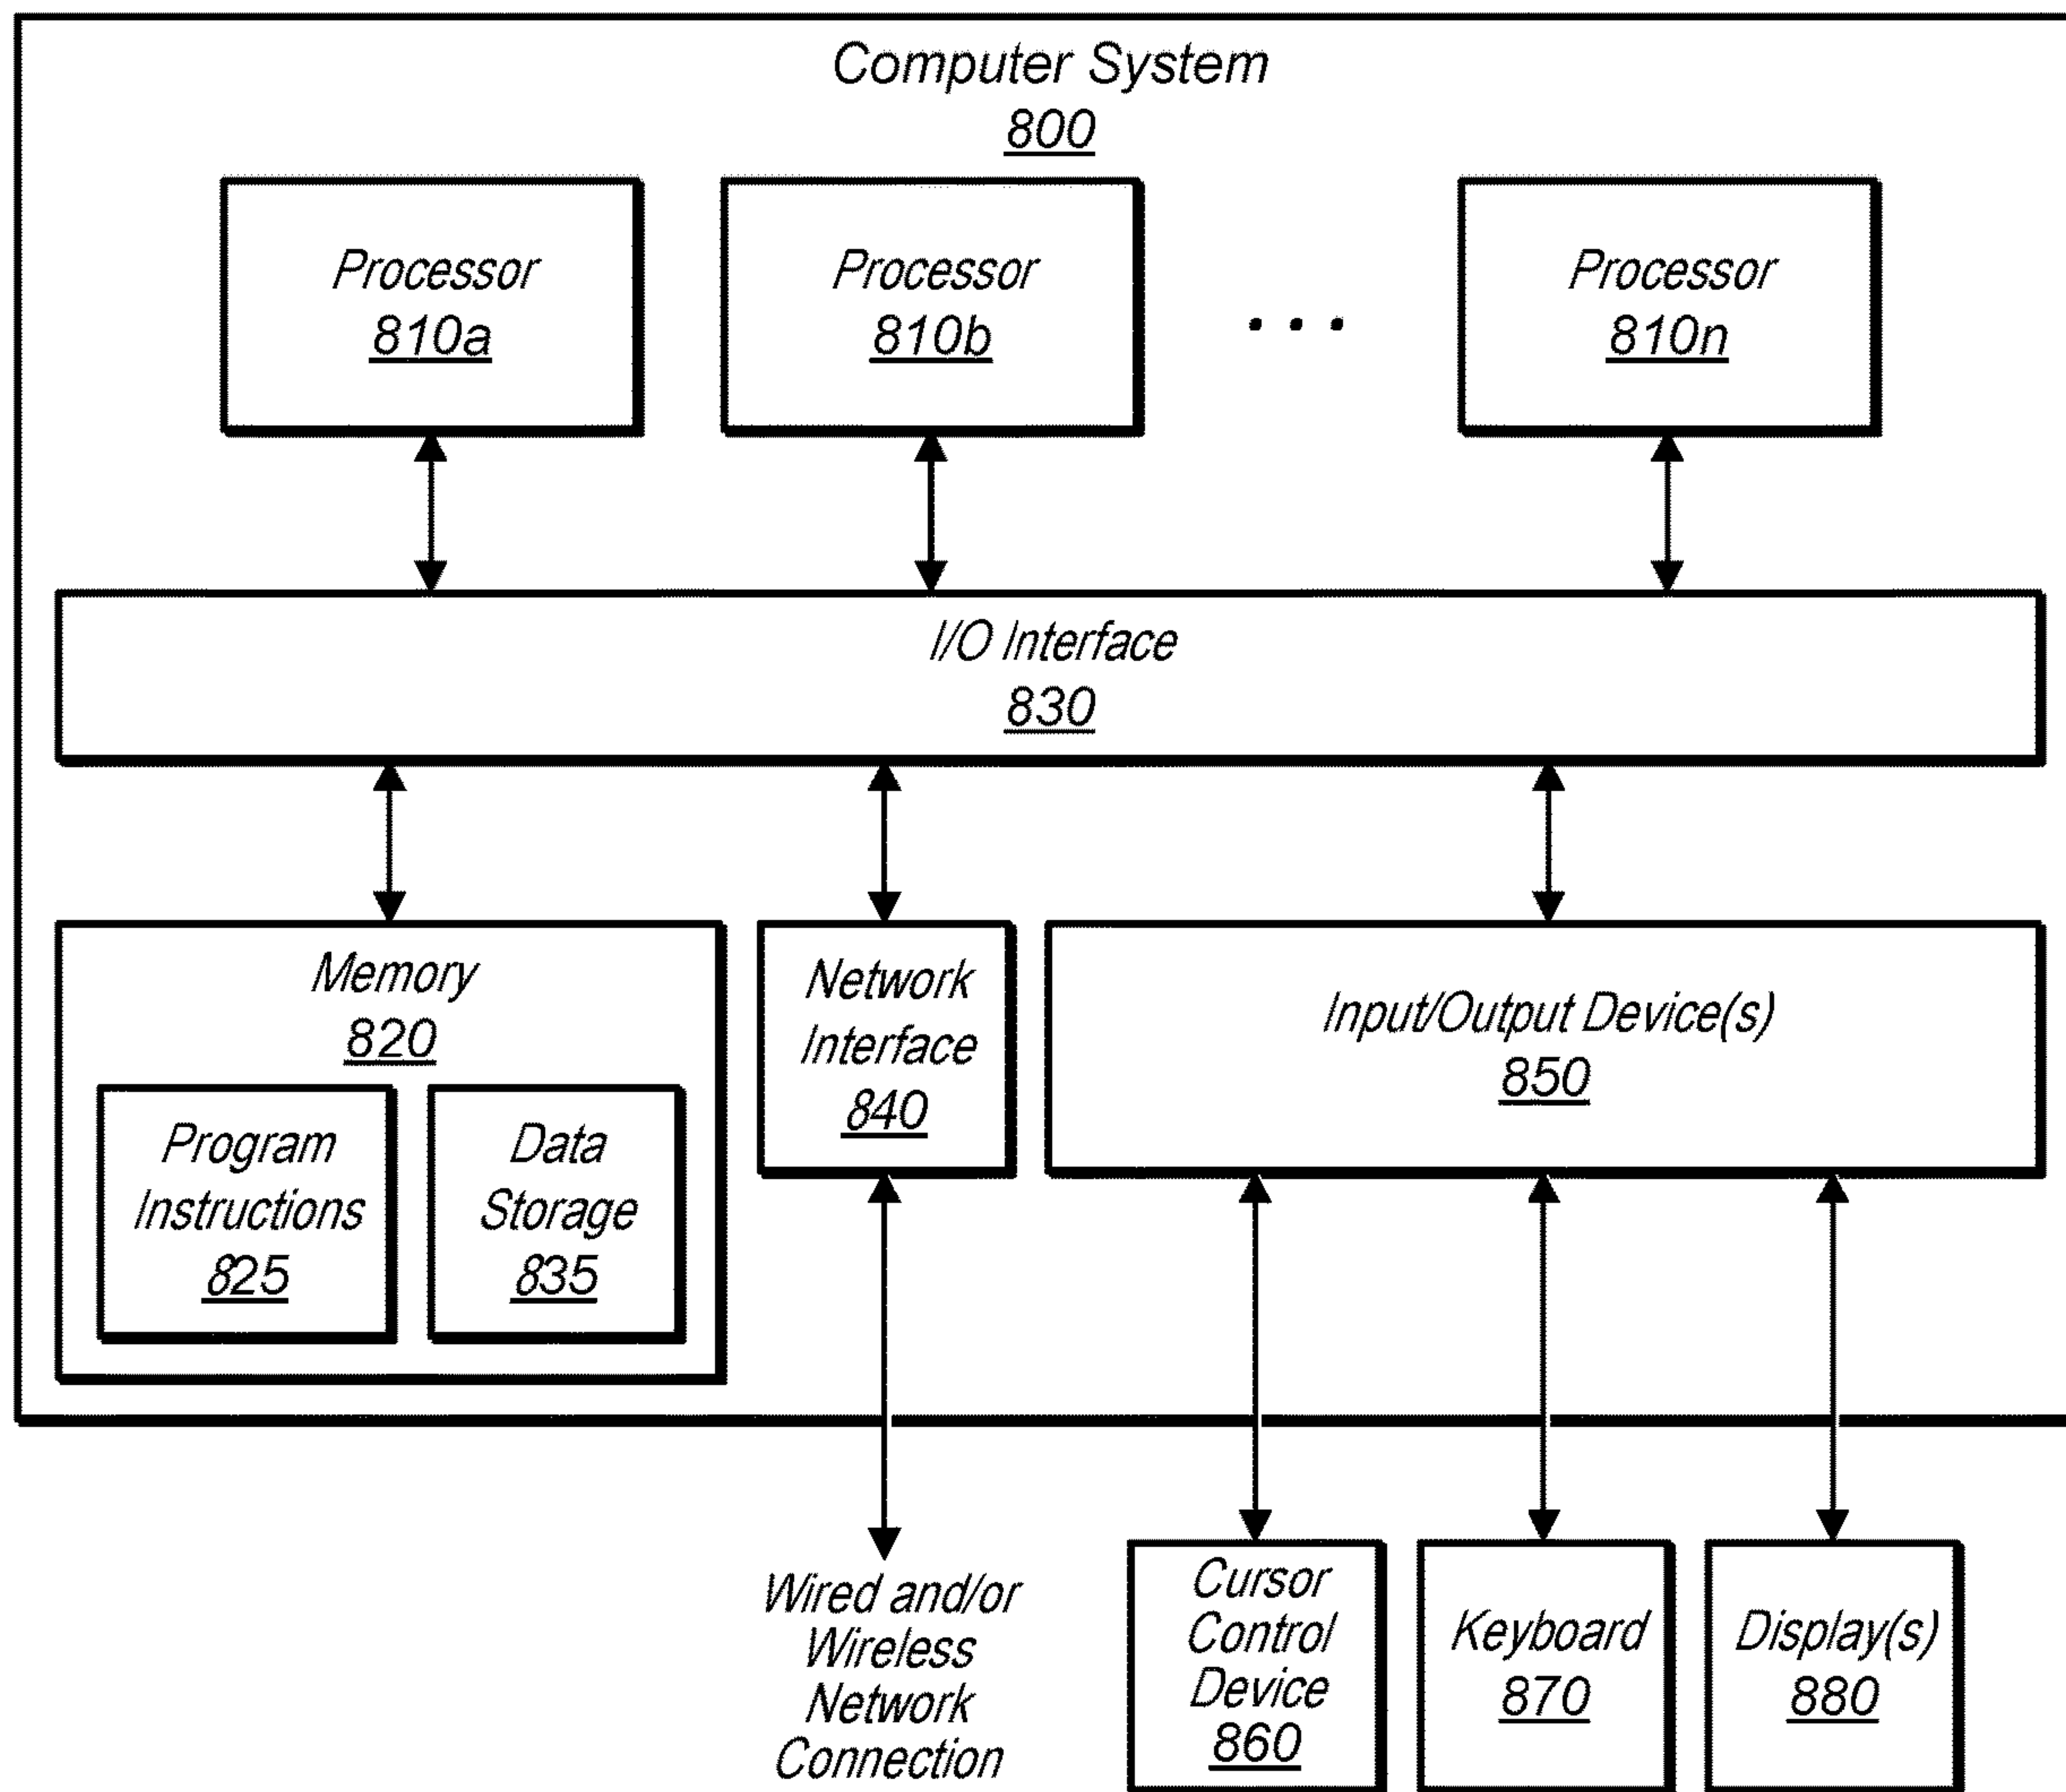 Computer System
800
Processor
810a
Processor
810b
. . .
Processor
810n
I/O Interface
830
Memory
820
Program
Instructions
825
Data
Storage
835
Network
Interface
840
Input/Output Device(s)
850
Wired and/or
Wireless
Network
Connection
Cursor
Control
Device
860
Keyboard
870
Display(s)
880